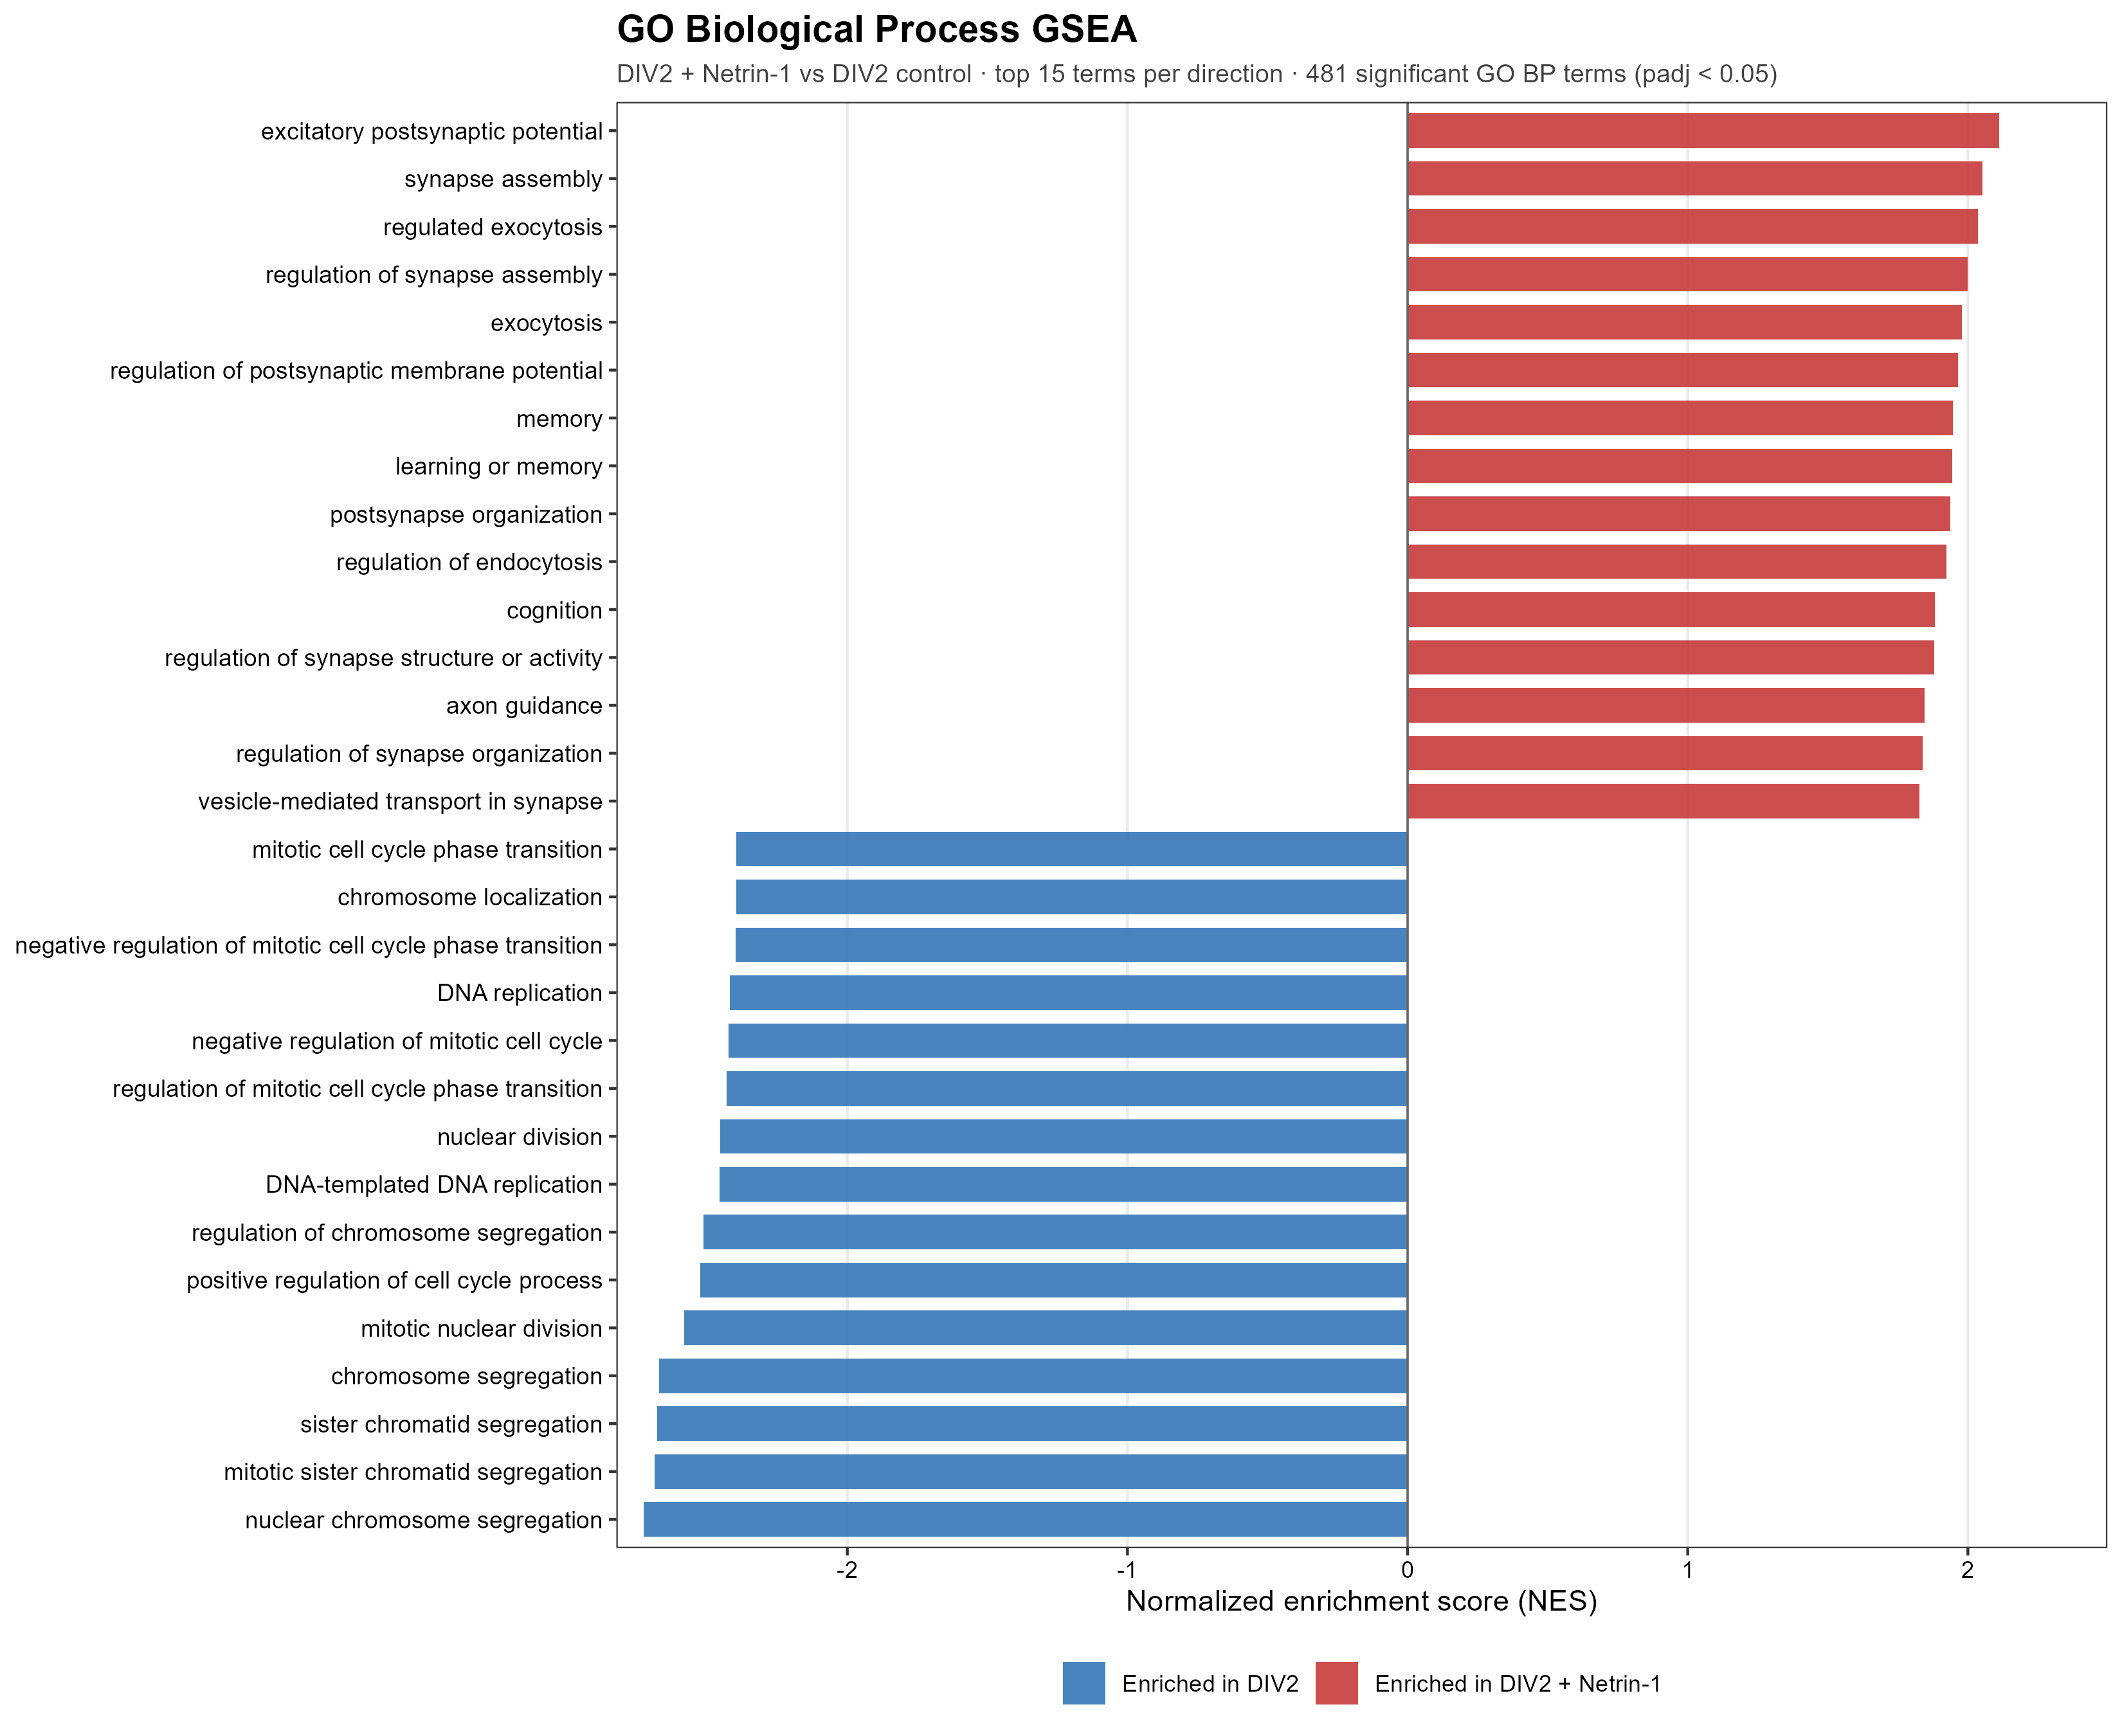 GO Biological Process GSEA
DIV2 + Netrin-1 vs DIV2 control · top 15 terms per direction · 481 significant GO BP terms (padj < 0.05)
excitatory postsynaptic potential
synapse assembly
regulated exocytosis
regulation of synapse assembly
exocytosis
regulation of postsynaptic membrane potential
memory
learning or memory
postsynapse organization
regulation of endocytosis
cognition
regulation of synapse structure or activity
axon guidance
regulation of synapse organization
vesicle-mediated transport in synapse
mitotic cell cycle phase transition
chromosome localization
negative regulation of mitotic cell cycle phase transition
DNA replication
negative regulation of mitotic cell cycle
regulation of mitotic cell cycle phase transition
nuclear division
DNA-templated DNA replication
regulation of chromosome segregation
positive regulation of cell cycle process
mitotic nuclear division
chromosome segregation
sister chromatid segregation
mitotic sister chromatid segregation
nuclear chromosome segregation
-2 -1 0 1 2
Normalized enrichment score (NES)
Enriched in DIV2 Enriched in DIV2 + Netrin-1